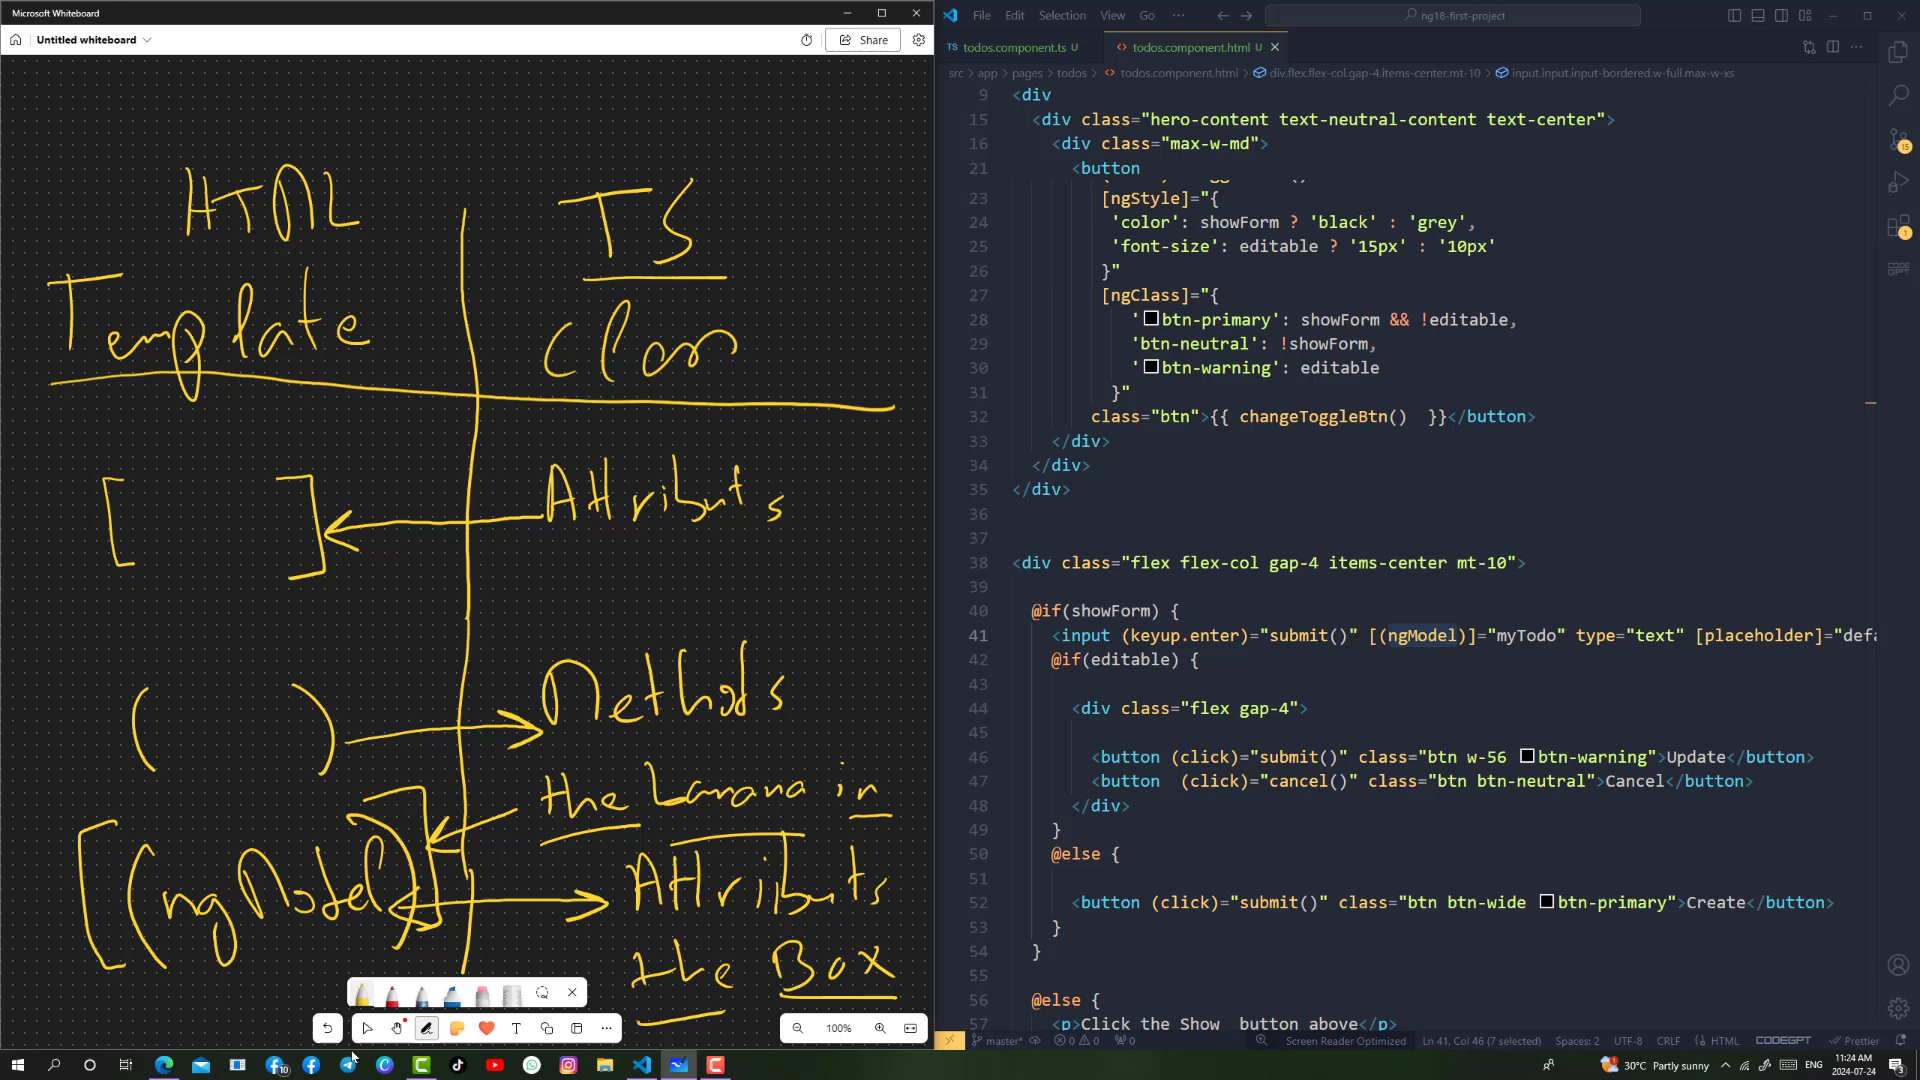 Microsoft Whiteboard
Untitled whiteboard
Share
HTML
TS
Template
Class
[ ]
Attributs
( )
Methods
the banana in
[(ngModel)]
Attributs
the Box
100%
File Edit Selection View Go ···
ng18-first-project
TS todos.component.ts U
<> todos.component.html U
src > app > pages > todos > <> todos.component.html > div.flex.flex-col.gap-4.items-center.mt-10 > input.input.input-bordered.w-full.max-w-xs
9 <div
15 <div class="hero-content text-neutral-content text-center">
16 <div class="max-w-md">
21 <button
23 [ngStyle]="{
24 'color': showForm ? 'black' : 'grey',
25 'font-size': editable ? '15px' : '10px'
26 }"
27 [ngClass]="{
28 'btn-primary': showForm && !editable,
29 'btn-neutral': !showForm,
30 'btn-warning': editable
31 }"
32 class="btn">{{ changeToggleBtn()  }}</button>
33 </div>
34 </div>
35 </div>
36
37
38 <div class="flex flex-col gap-4 items-center mt-10">
39
40 @if(showForm) {
41 <input (keyup.enter)="submit()" [(ngModel)]="myTodo" type="text" [placeholder]="defa
42 @if(editable) {
43
44 <div class="flex gap-4">
45
46 <button (click)="submit()" class="btn w-56 btn-warning">Update</button>
47 <button  (click)="cancel()" class="btn btn-neutral">Cancel</button>
48 </div>
49 }
50 @else {
51
52 <button (click)="submit()" class="btn btn-wide btn-primary">Create</button>
53 }
54 }
55
56 @else {
57 <p>Click the Show  button above</p>
master*
0 0
0
Screen Reader Optimized
Ln 41, Col 46 (7 selected)
Spaces: 2
UTF-8
CRLF
HTML
CODEGPT
Prettier
15
1
10
30°C Partly sunny
ENG
11:24 AM
2024-07-24
3